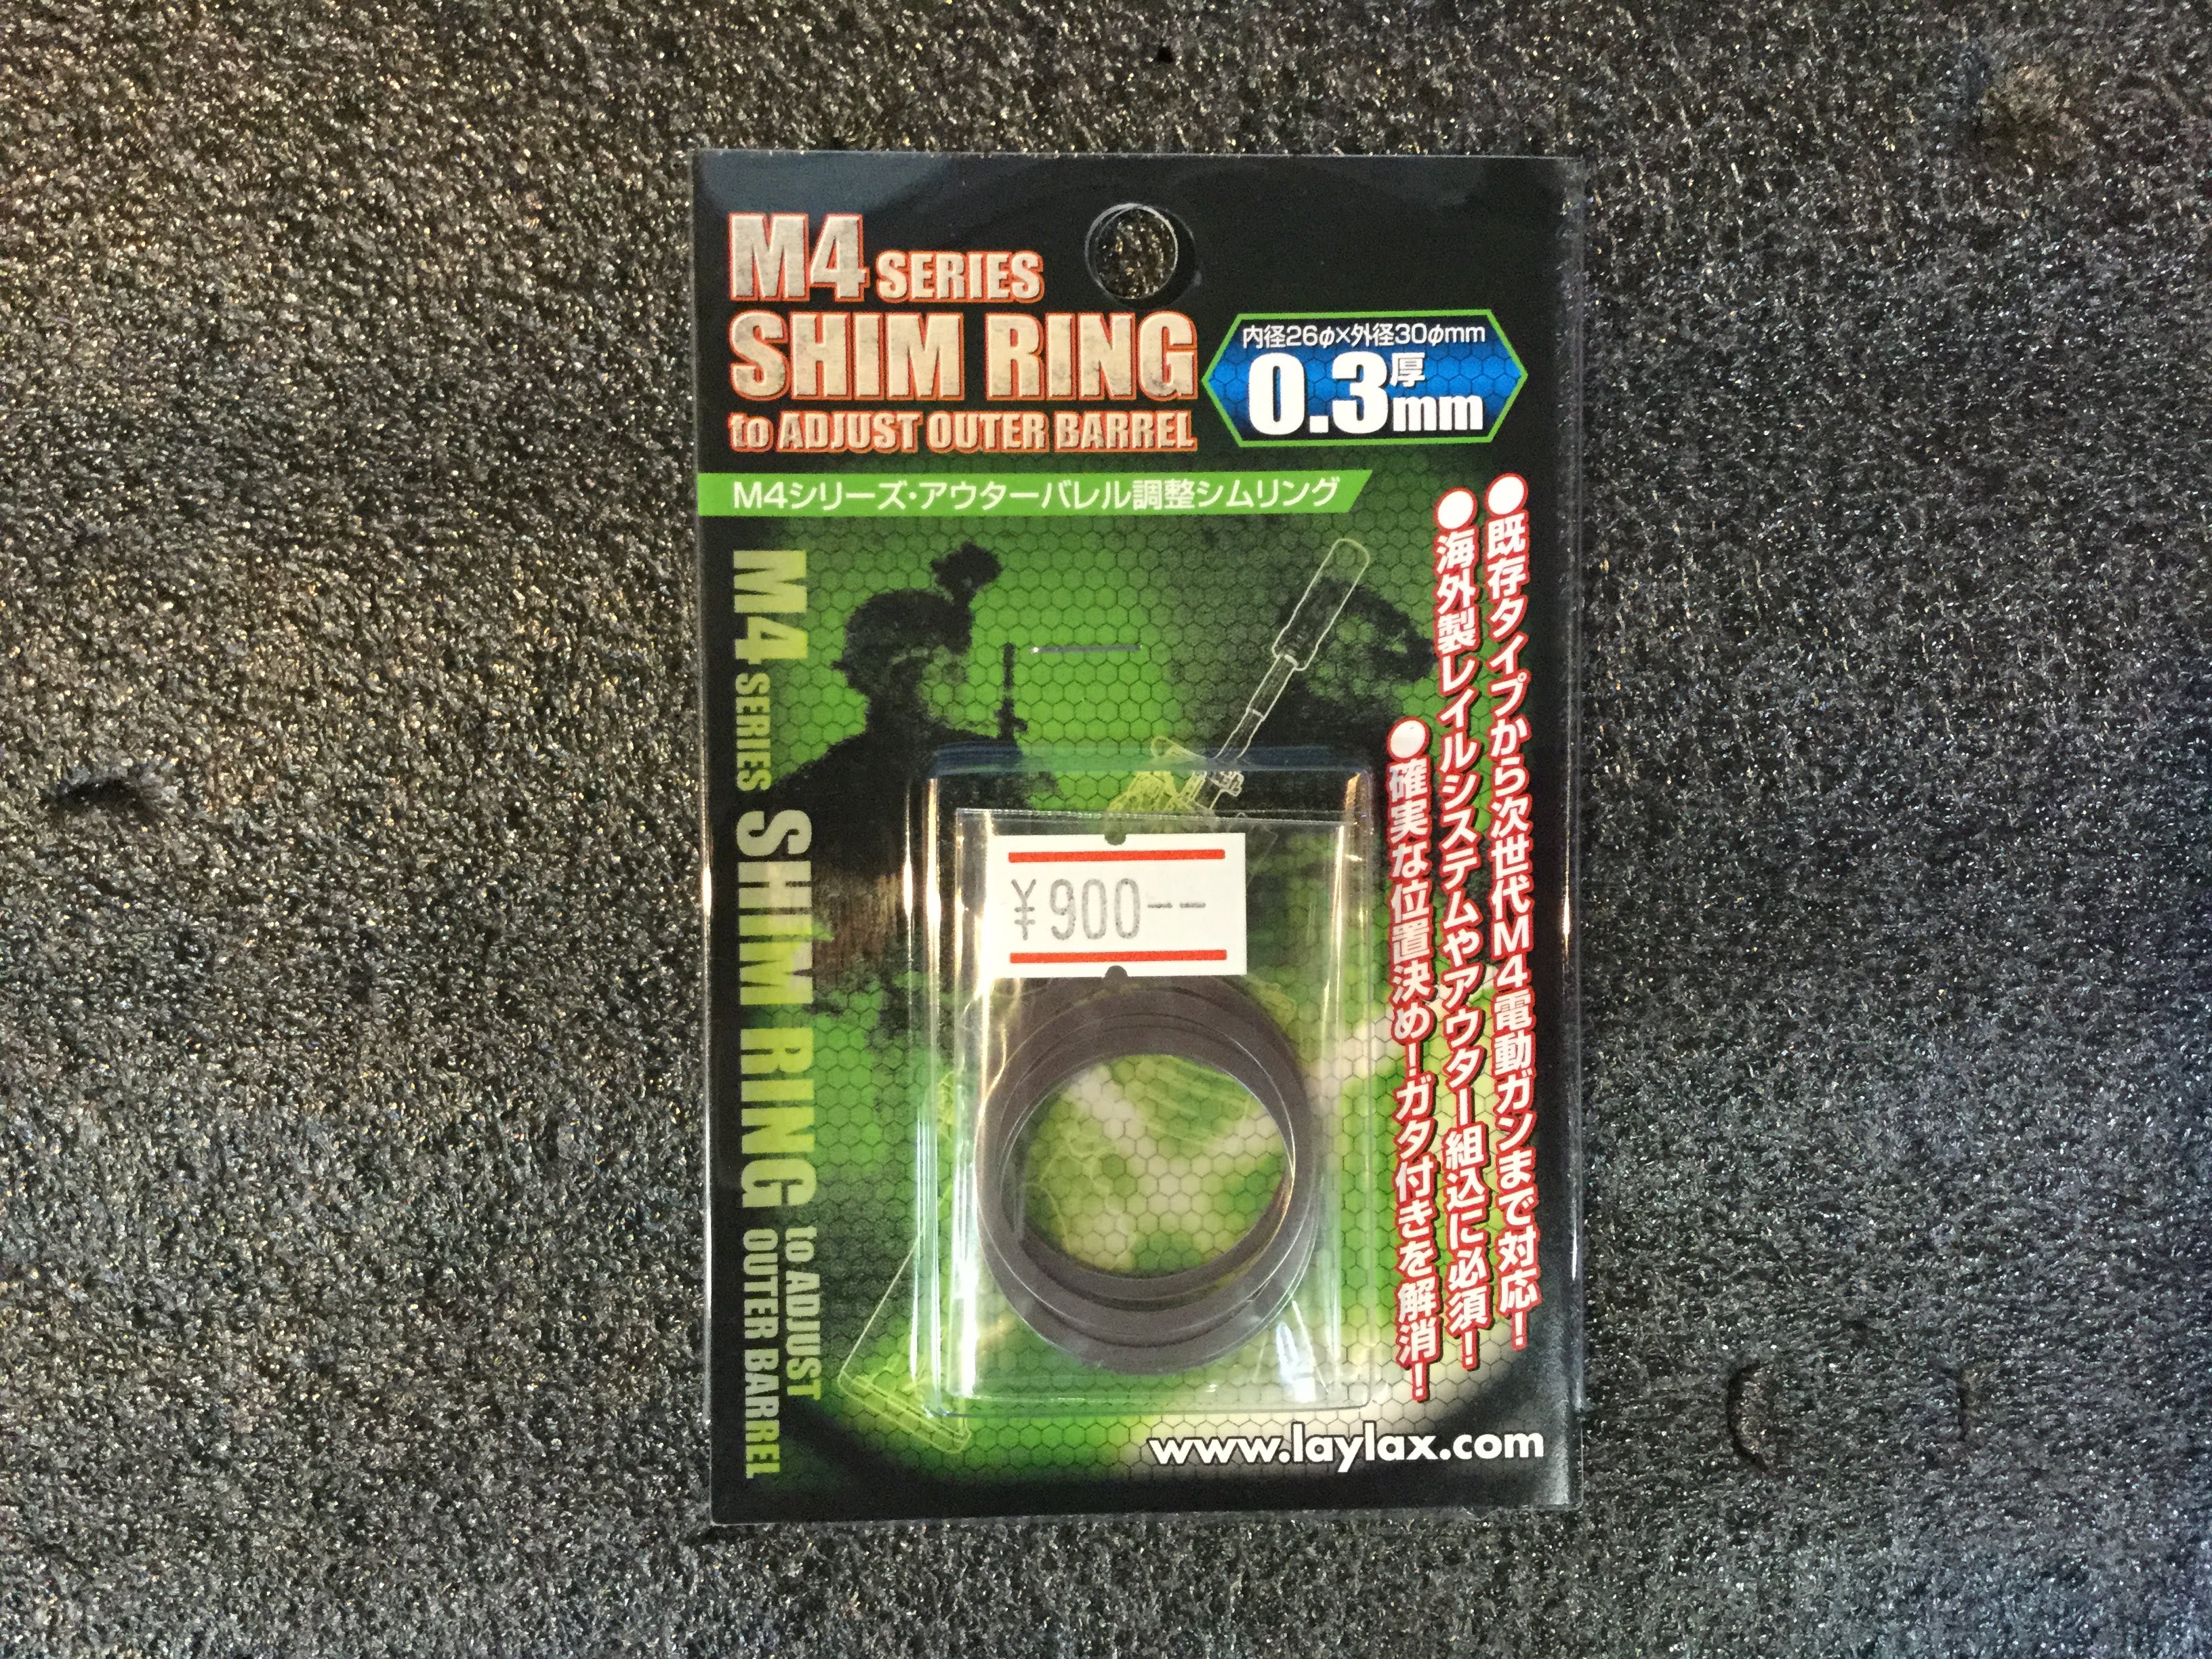 M4 SERIES
SHIM RING
to ADJUST OUTER BARREL
内径26φ×外径30φmm
0.3厚mm
M4シリーズ・アウターバレル調整シムリング
●既存タイプから次世代M4電動ガンまで対応！
●海外製レイルシステムやアウター組込に必須！
●確実な位置決め！ガタ付きを解消！
M4 SERIES SHIM RING to ADJUST OUTER BARREL
¥900--
www.laylax.com